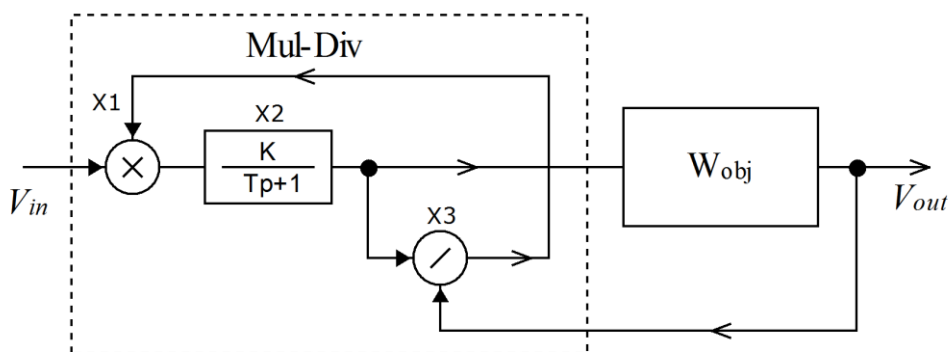 Mul-Div
X1
X2
×
K
Tp+1
W_obj
V_in
V_out
X3
/